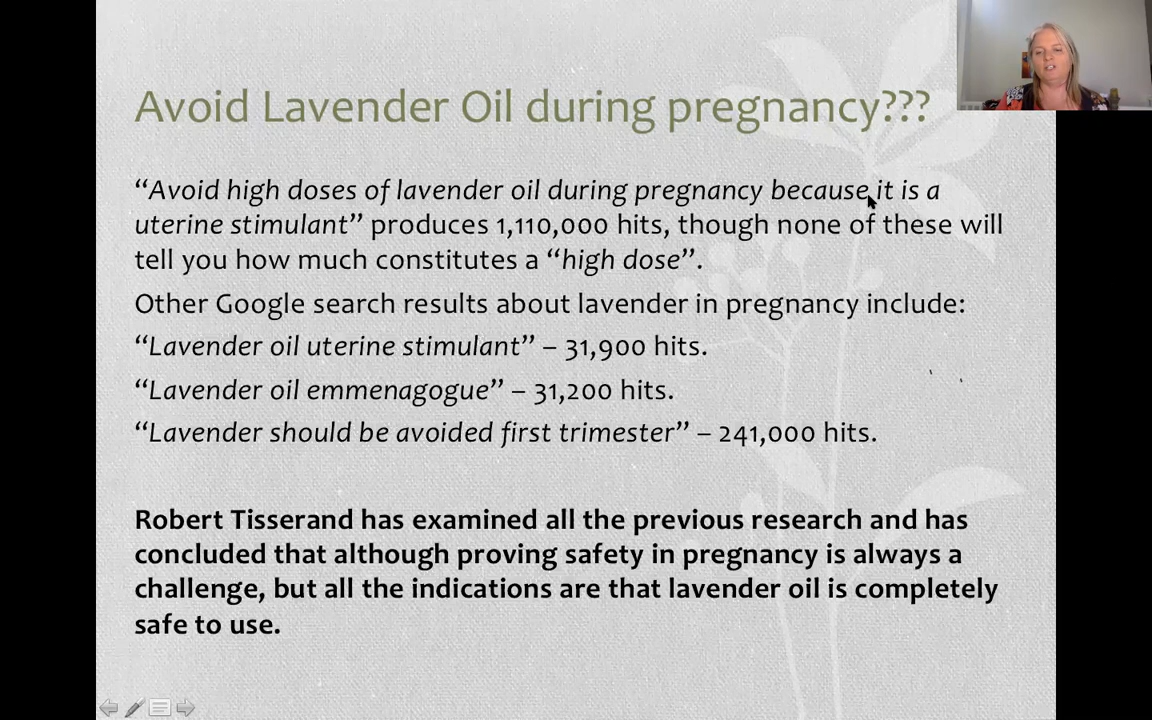 Avoid Lavender Oil during pregnancy???
“Avoid high doses of lavender oil during pregnancy because it is a
uterine stimulant” produces 1,110,000 hits, though none of these will
tell you how much constitutes a “high dose”.
Other Google search results about lavender in pregnancy include:
“Lavender oil uterine stimulant” – 31,900 hits.
“Lavender oil emmenagogue” – 31,200 hits.
“Lavender should be avoided first trimester” – 241,000 hits.
Robert Tisserand has examined all the previous research and has
concluded that although proving safety in pregnancy is always a
challenge, but all the indications are that lavender oil is completely
safe to use.